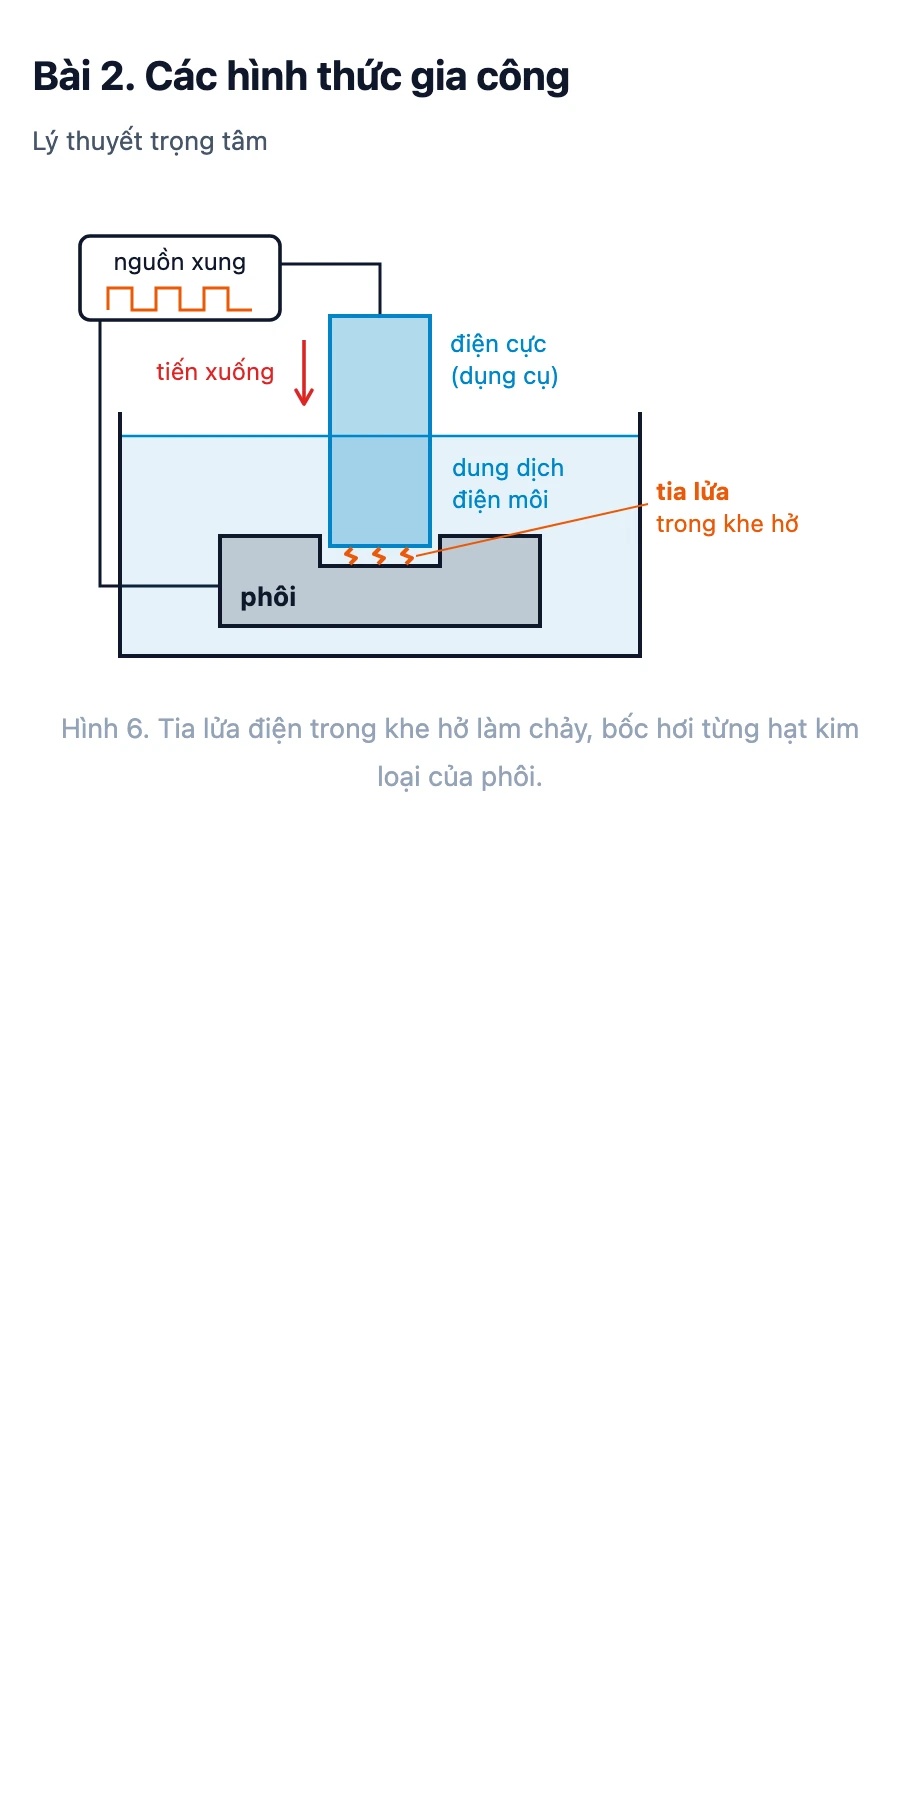 Bài 2. Các hình thức gia công
Lý thuyết trọng tâm
nguồn xung
tiến xuống
điện cực
(dụng cụ)
dung dịch
điện môi
tia lửa
trong khe hở
phôi
Hình 6. Tia lửa điện trong khe hở làm chảy, bốc hơi từng hạt kim
loại của phôi.